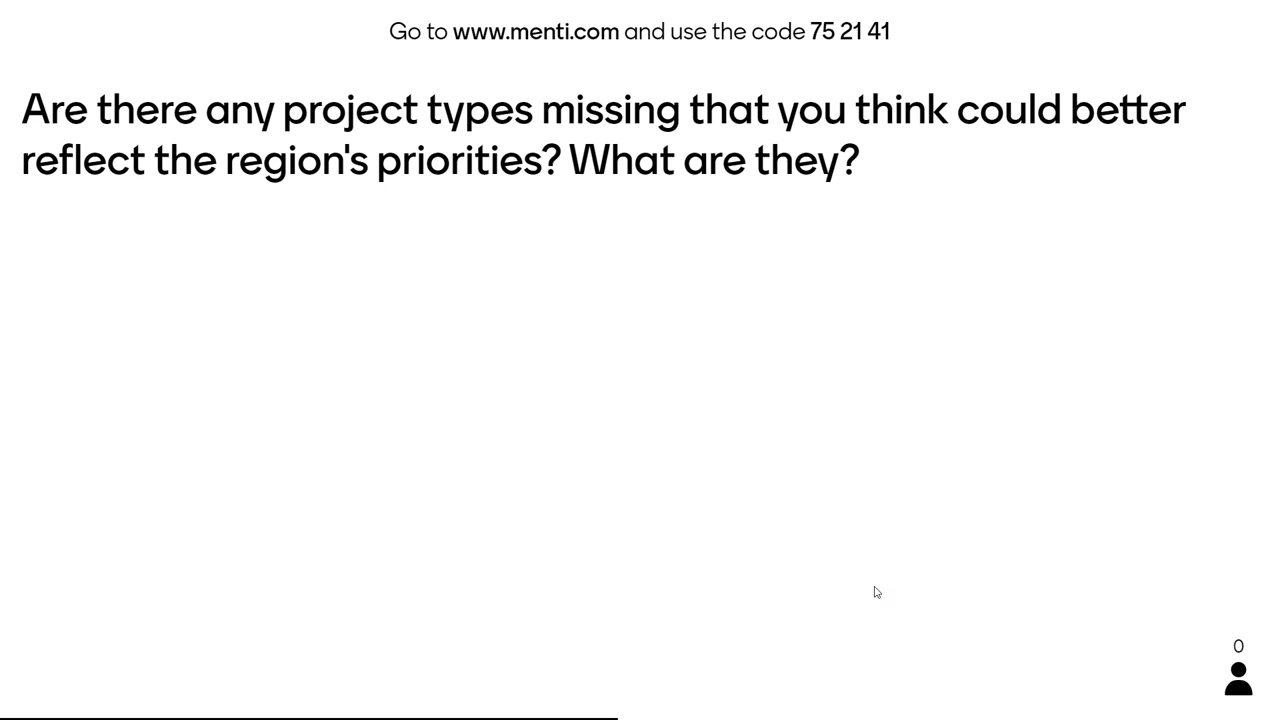 Go to www.menti.com and use the code 75 21 41
Are there any project types missing that you think could better
reflect the region's priorities? What are they?
0